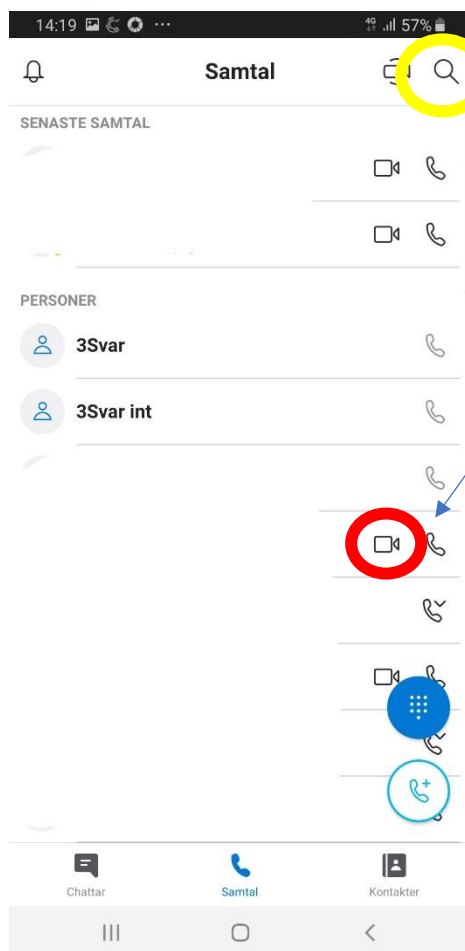 14:19 ... 4G 57%
Samtal
SENASTE SAMTAL
PERSONER
3Svar
3Svar int
Chattar
Samtal
Kontakter